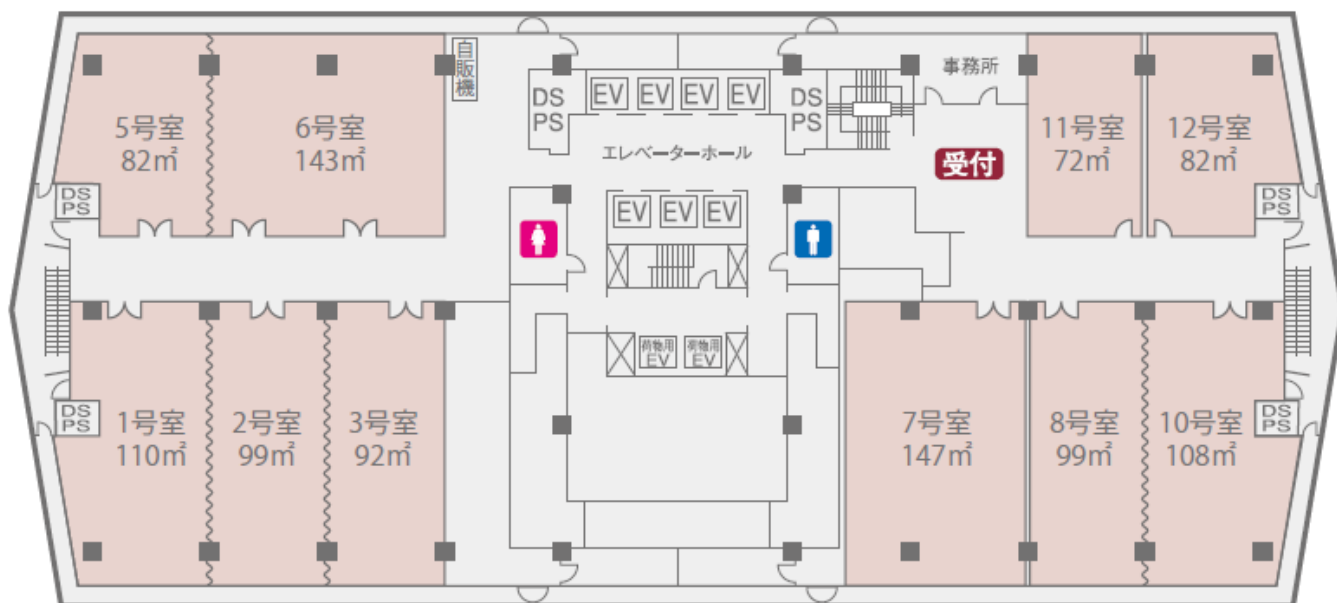 自販機
事務所
DS
PS
EV
EV
EV
EV
DS
PS
5号室
82㎡
6号室
143㎡
エレベーターホール
受付
11号室
72㎡
12号室
82㎡
DS
PS
EV
EV
EV
DS
PS
荷物用
EV
荷物用
EV
DS
PS
1号室
110㎡
2号室
99㎡
3号室
92㎡
7号室
147㎡
8号室
99㎡
10号室
108㎡
DS
PS